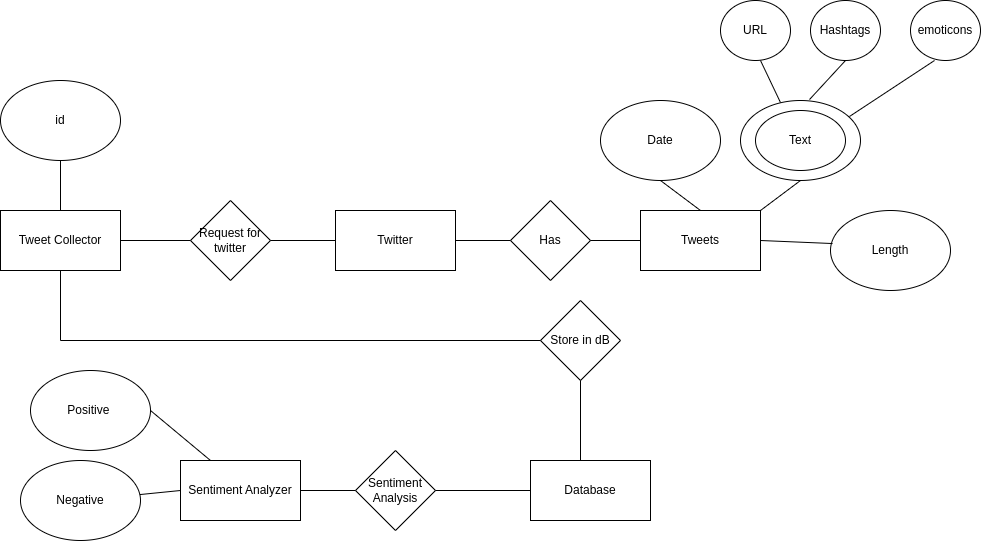 URL
Hashtags
emoticons
id
Date
Text
Tweet Collector
Request for
twitter
Twitter
Has
Tweets
Length
Store in dB
Positive
Negative
Sentiment Analyzer
Sentiment
Analysis
Database